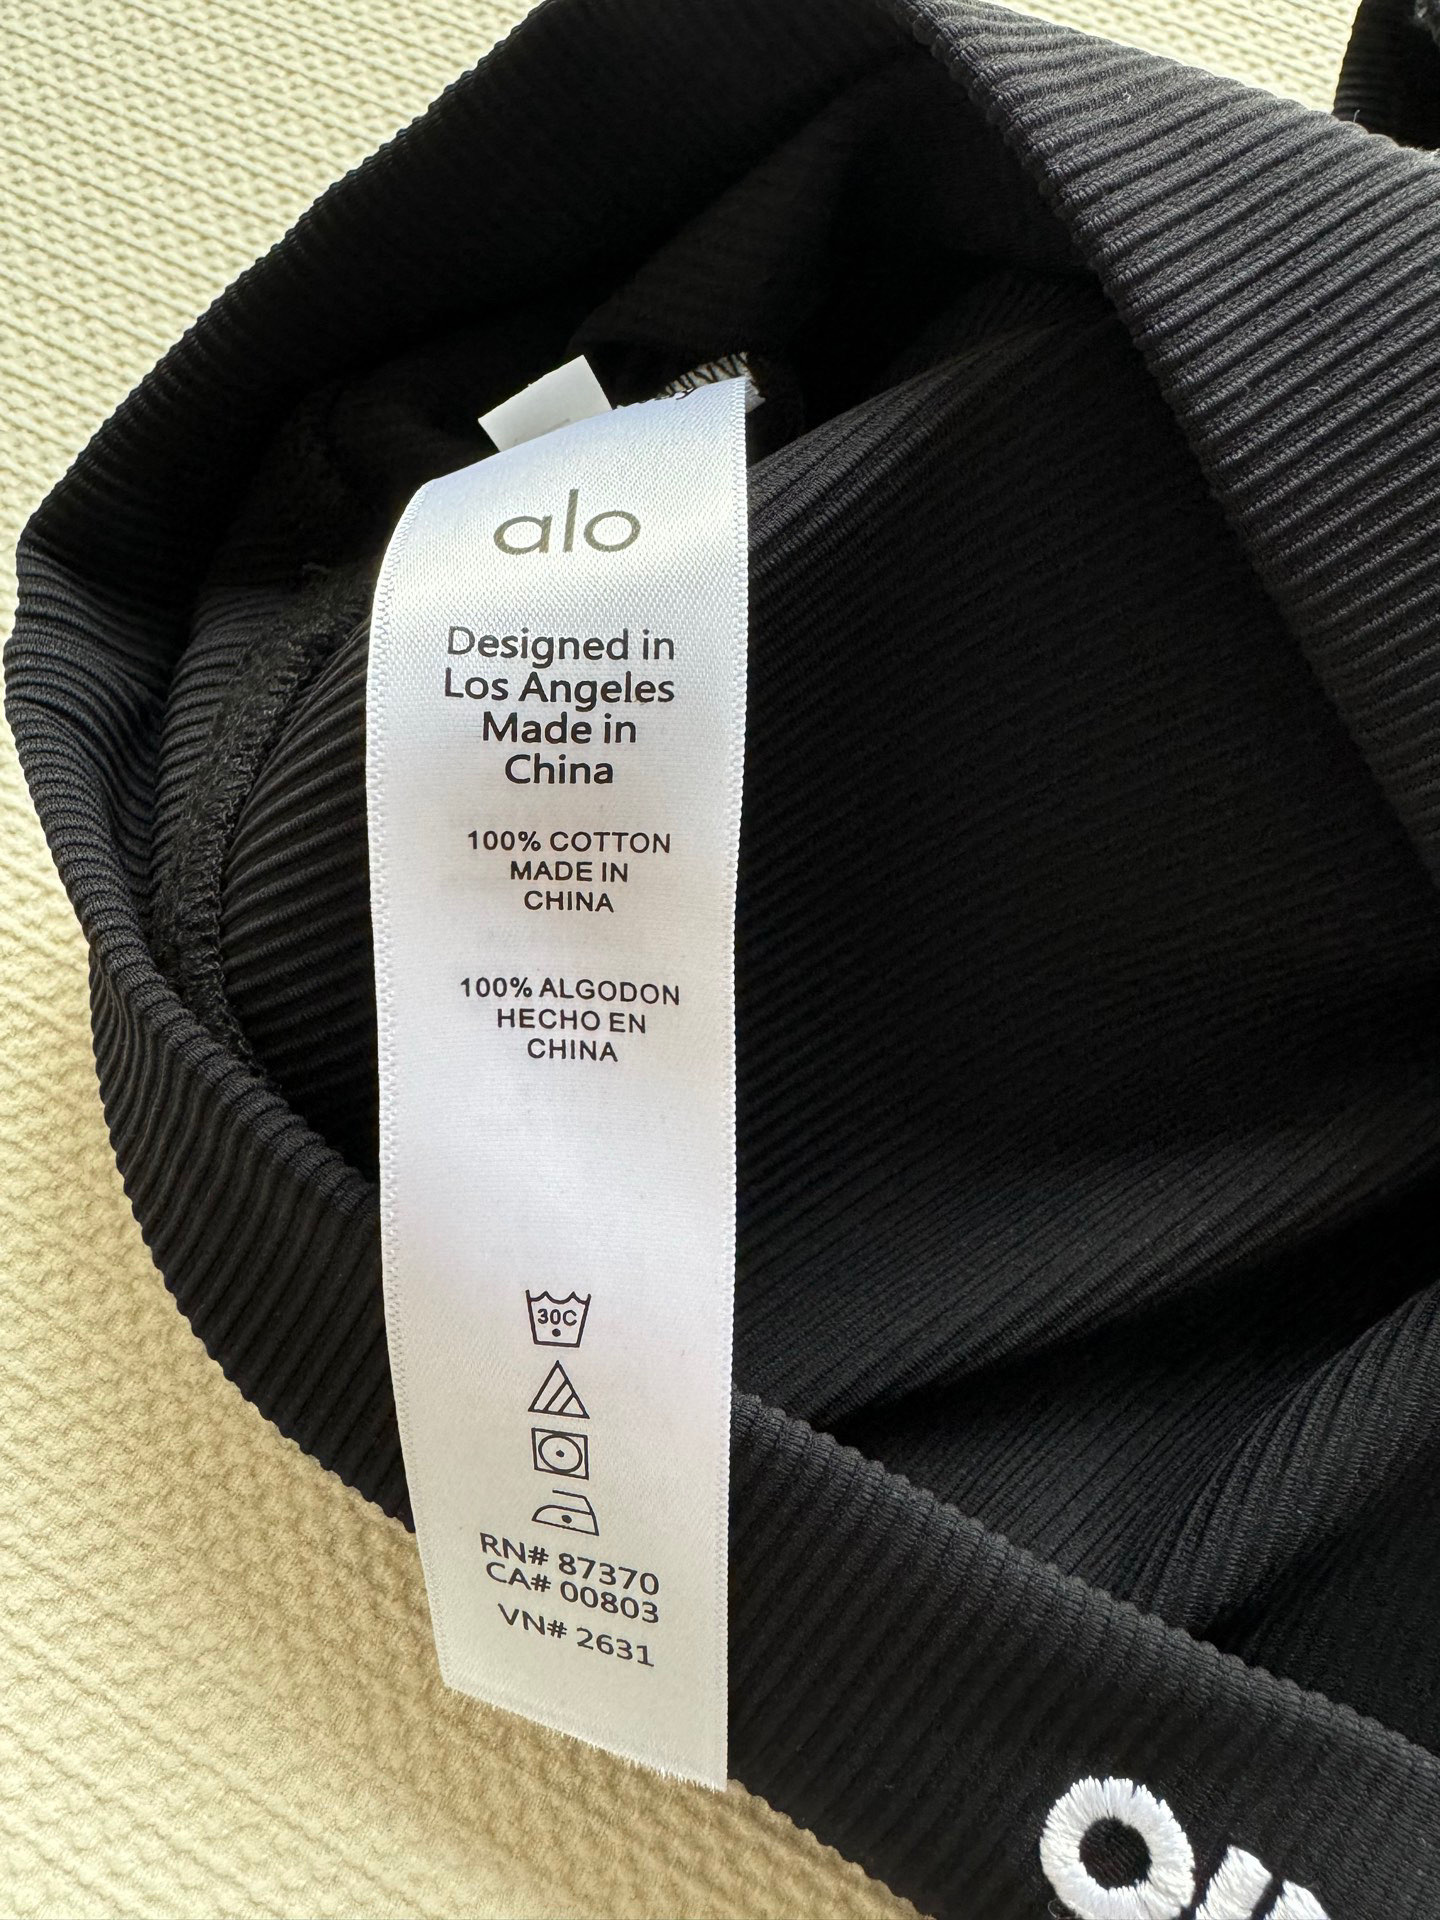 alo
Designed in
Los Angeles
Made in
China
100% COTTON
MADE IN
CHINA
100% ALGODON
HECHO EN
CHINA
30C
RN# 87370
CA# 00803
VN# 2631